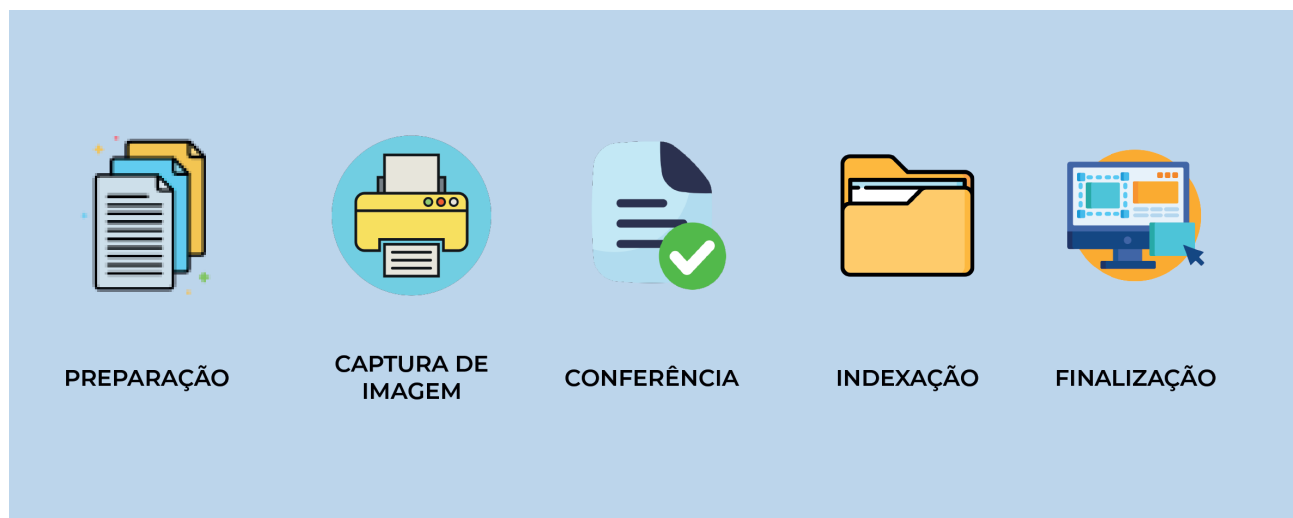 PREPARAÇÃO
CAPTURA DE
IMAGEM
CONFERÊNCIA
INDEXAÇÃO
FINALIZAÇÃO